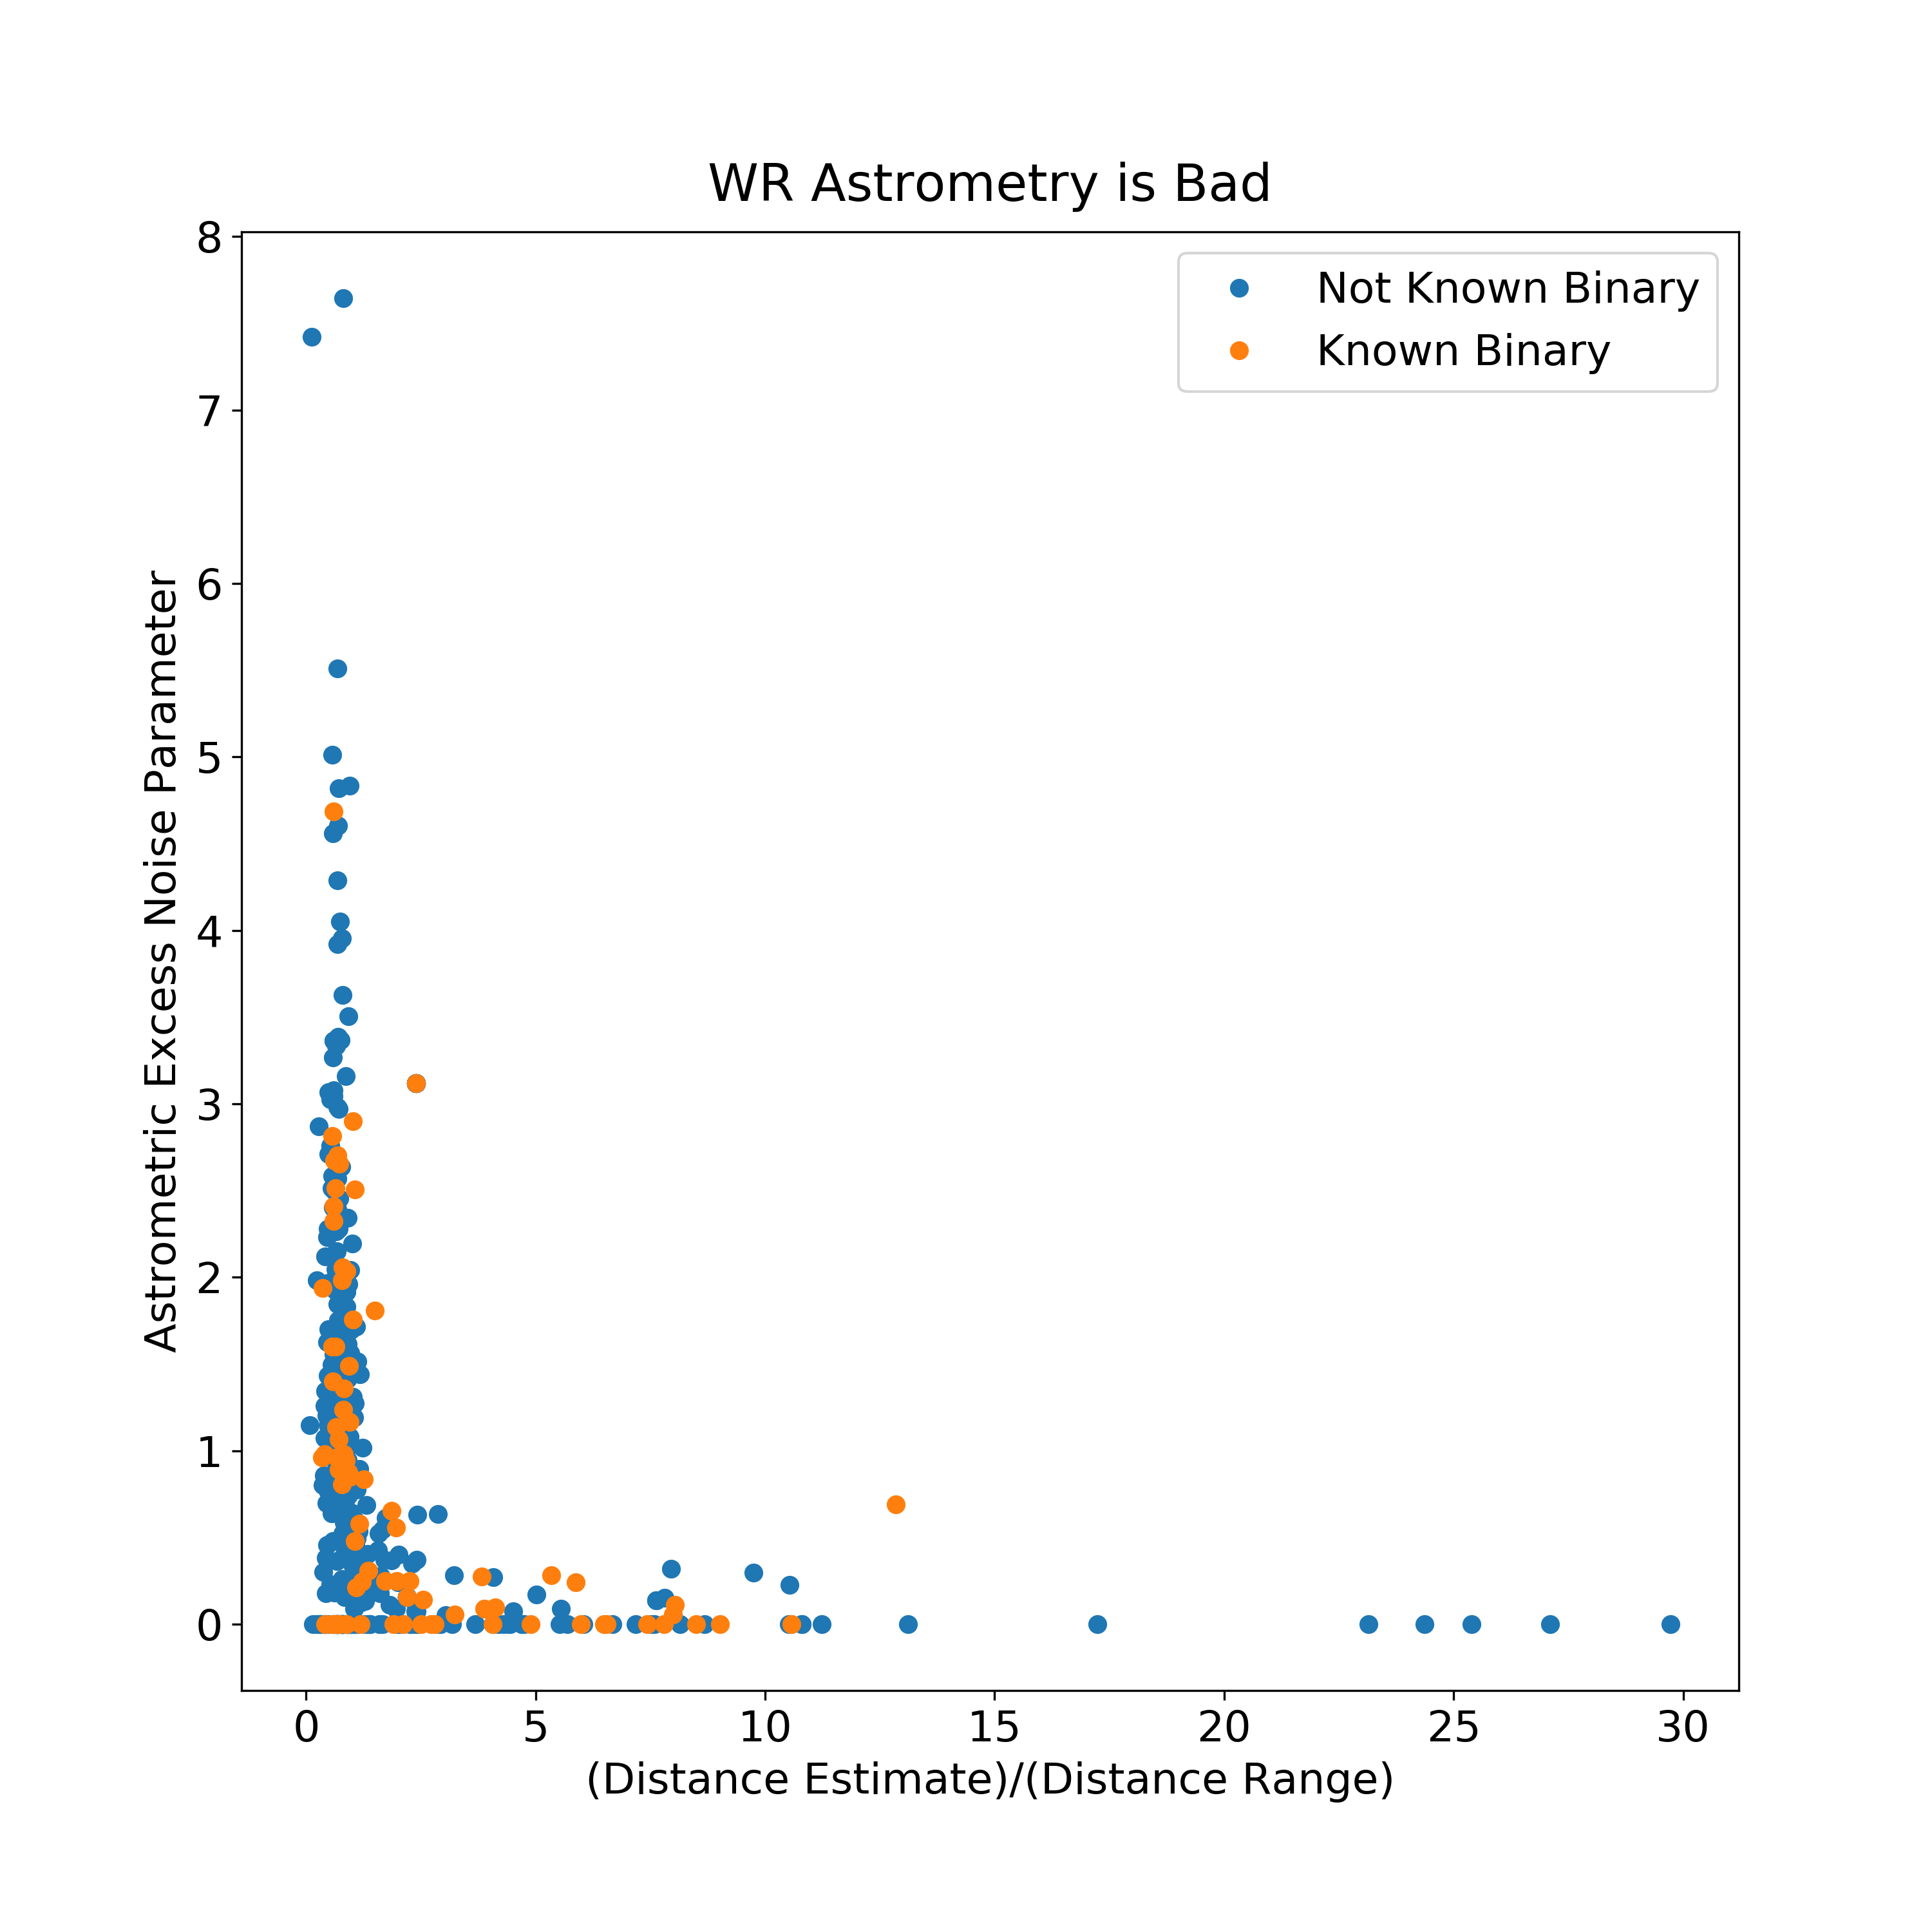 WR Astrometry is Bad
8
7
6
5
4
3
2
1
0
Astrometric Excess Noise Parameter
Not Known Binary
Known Binary
0 5 10 15 20 25 30
(Distance Estimate)/(Distance Range)